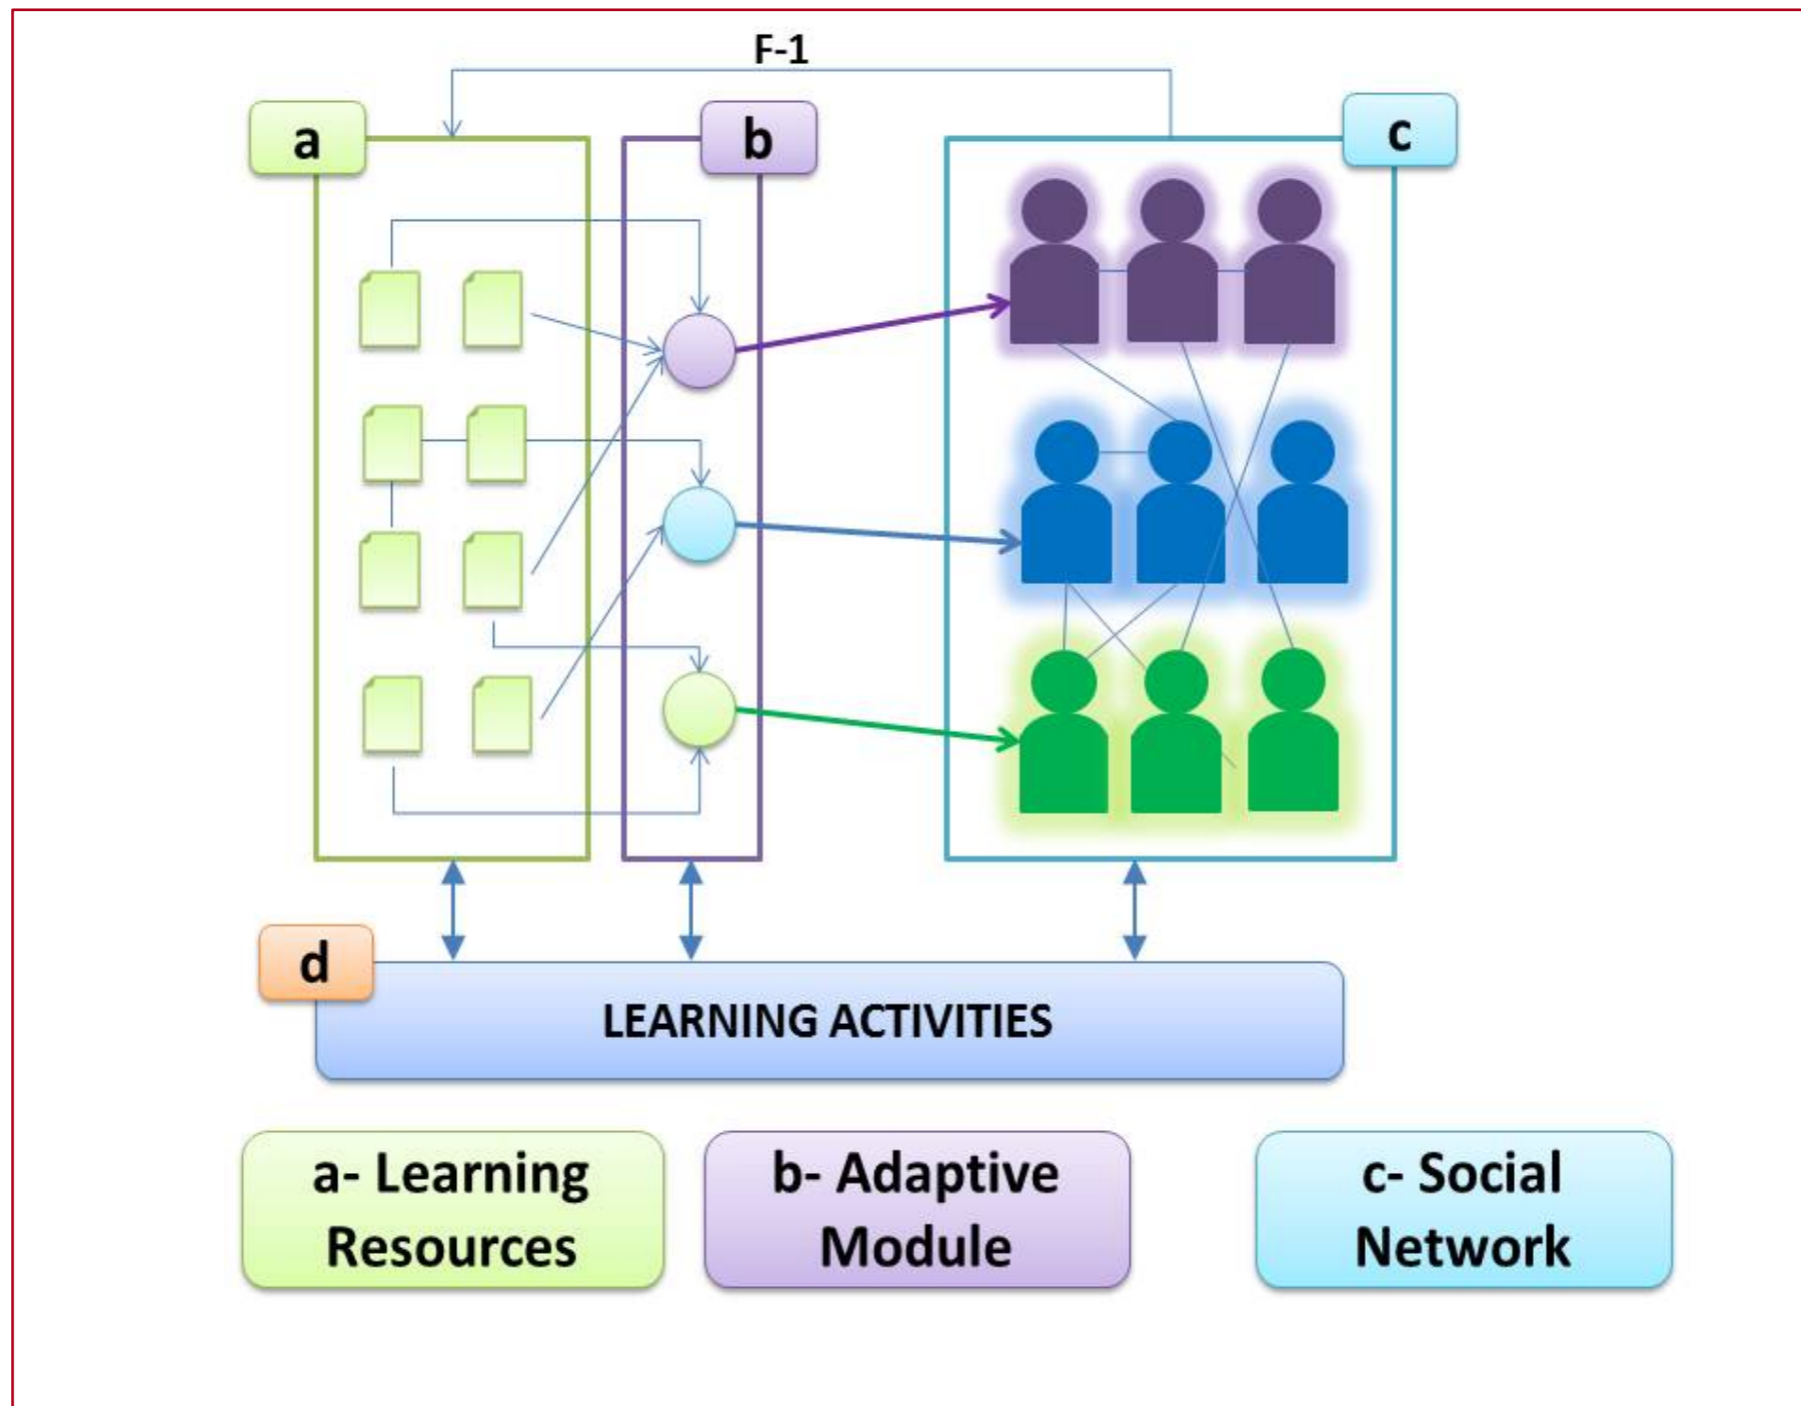 F-1
a
b
c
d
LEARNING ACTIVITIES
a- Learning
Resources
b- Adaptive
Module
c- Social
Network